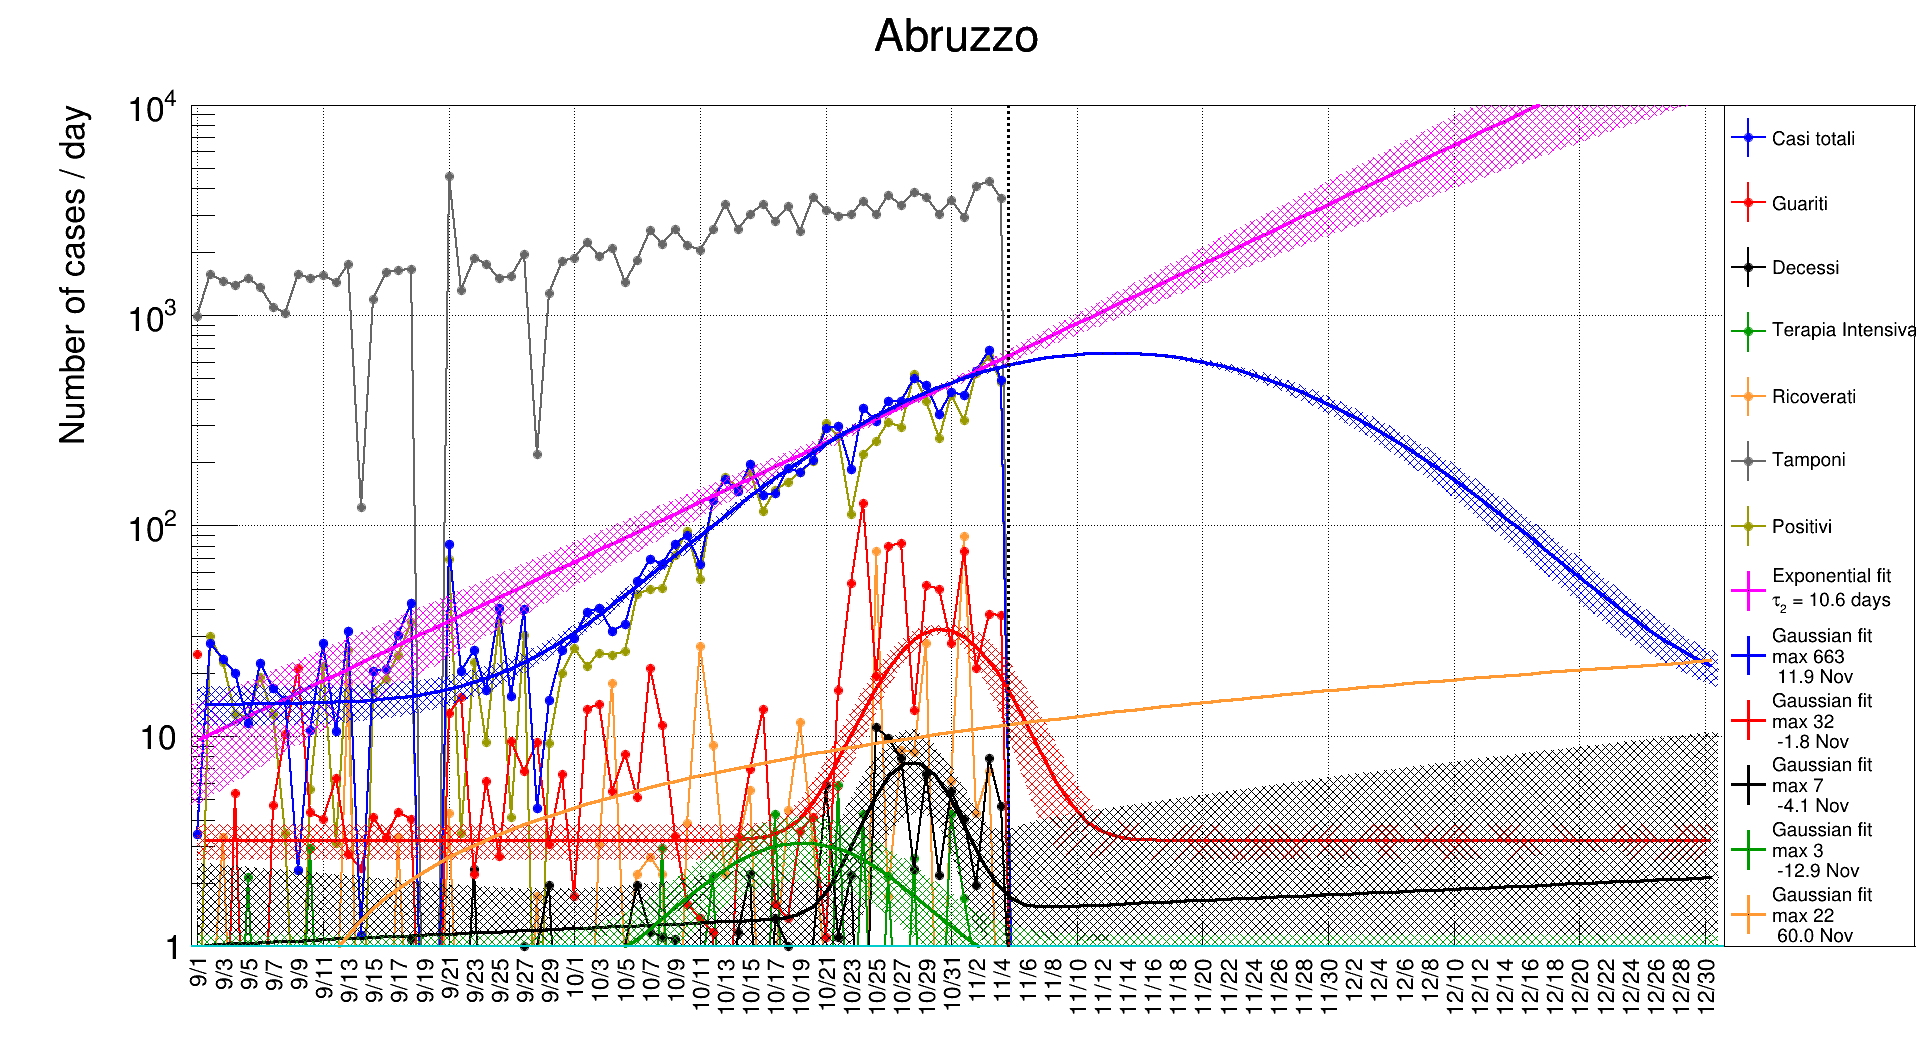 Abruzzo
Number of cases / day
10^4
10^3
10^2
10
1
9/1
9/3
9/5
9/7
9/9
9/11
9/13
9/15
9/17
9/19
9/21
9/23
9/25
9/27
9/29
10/1
10/3
10/5
10/7
10/9
10/11
10/13
10/15
10/17
10/19
10/21
10/23
10/25
10/27
10/29
10/31
11/2
11/4
11/6
11/8
11/10
11/12
11/14
11/16
11/18
11/20
11/22
11/24
11/26
11/28
11/30
12/2
12/4
12/6
12/8
12/10
12/12
12/14
12/16
12/18
12/20
12/22
12/24
12/26
12/28
12/30
Casi totali
Guariti
Decessi
Terapia Intensiva
Ricoverati
Tamponi
Positivi
Exponential fit
τ₂ = 10.6 days
Gaussian fit
max 663
11.9 Nov
Gaussian fit
max 32
-1.8 Nov
Gaussian fit
max 7
-4.1 Nov
Gaussian fit
max 3
-12.9 Nov
Gaussian fit
max 22
60.0 Nov